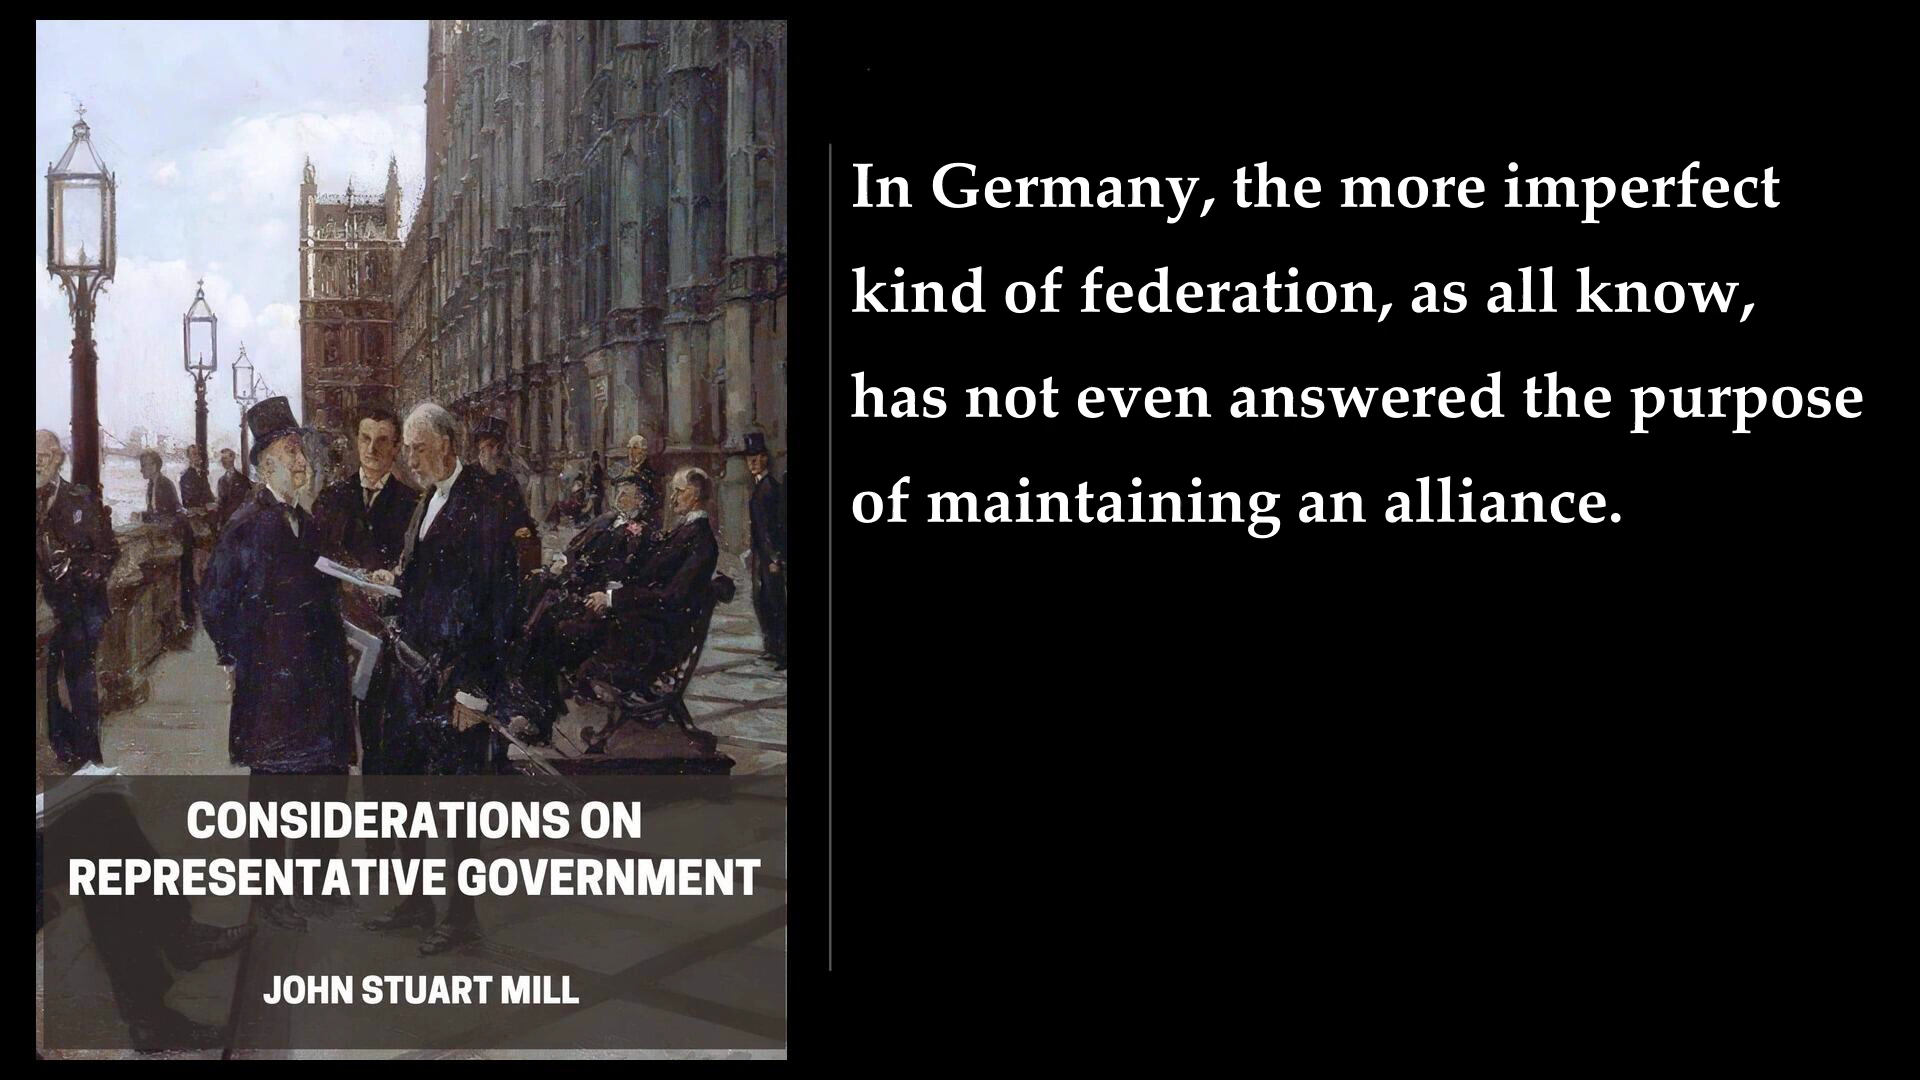 In Germany, the more imperfect
kind of federation, as all know,
has not even answered the purpose
of maintaining an alliance.
CONSIDERATIONS ON
REPRESENTATIVE GOVERNMENT
JOHN STUART MILL